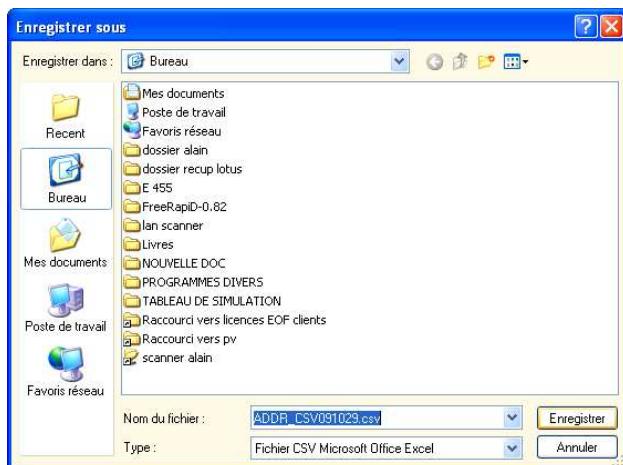 Enregistrer sous
Enregistrer dans :
Bureau
Recent
Bureau
Mes documents
Poste de travail
Favoris réseau
Mes documents
Poste de travail
Favoris réseau
dossier alain
dossier recup lotus
E 455
FreeRapiD-0.82
lan scanner
Livres
NOUVELLE DOC
PROGRAMMES DIVERS
TABLEAU DE SIMULATION
Raccourci vers licences EOF clients
Raccourci vers pv
scanner alain
Nom du fichier :
ADDR_CSV091029.csv
Enregistrer
Type :
Fichier CSV Microsoft Office Excel
Annuler